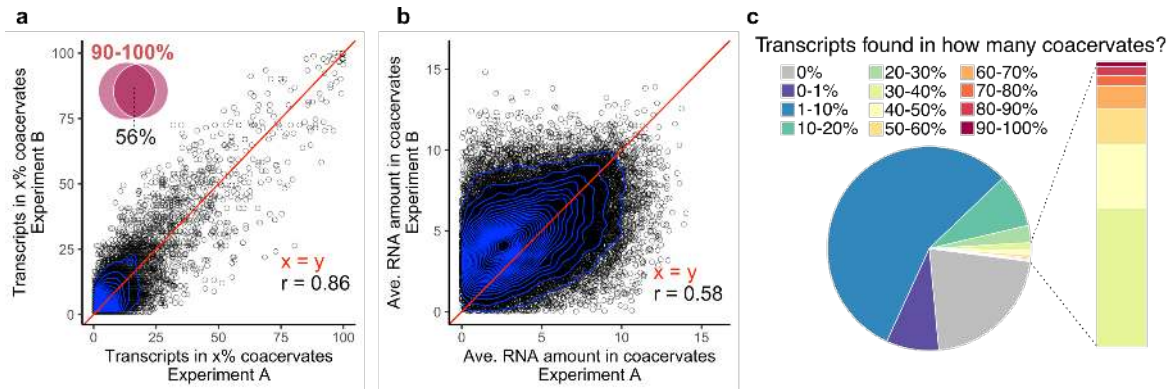 a
90-100%
56%
100
75
50
25
0
0
25
50
75
100
x = y
r = 0.86
Transcripts in x% coacervates
Experiment B
Transcripts in x% coacervates
Experiment A
b
15
10
5
0
0
5
10
15
x = y
r = 0.58
Ave. RNA amount in coacervates
Experiment B
Ave. RNA amount in coacervates
Experiment A
c
Transcripts found in how many coacervates?
0%
0-1%
1-10%
10-20%
20-30%
30-40%
40-50%
50-60%
60-70%
70-80%
80-90%
90-100%